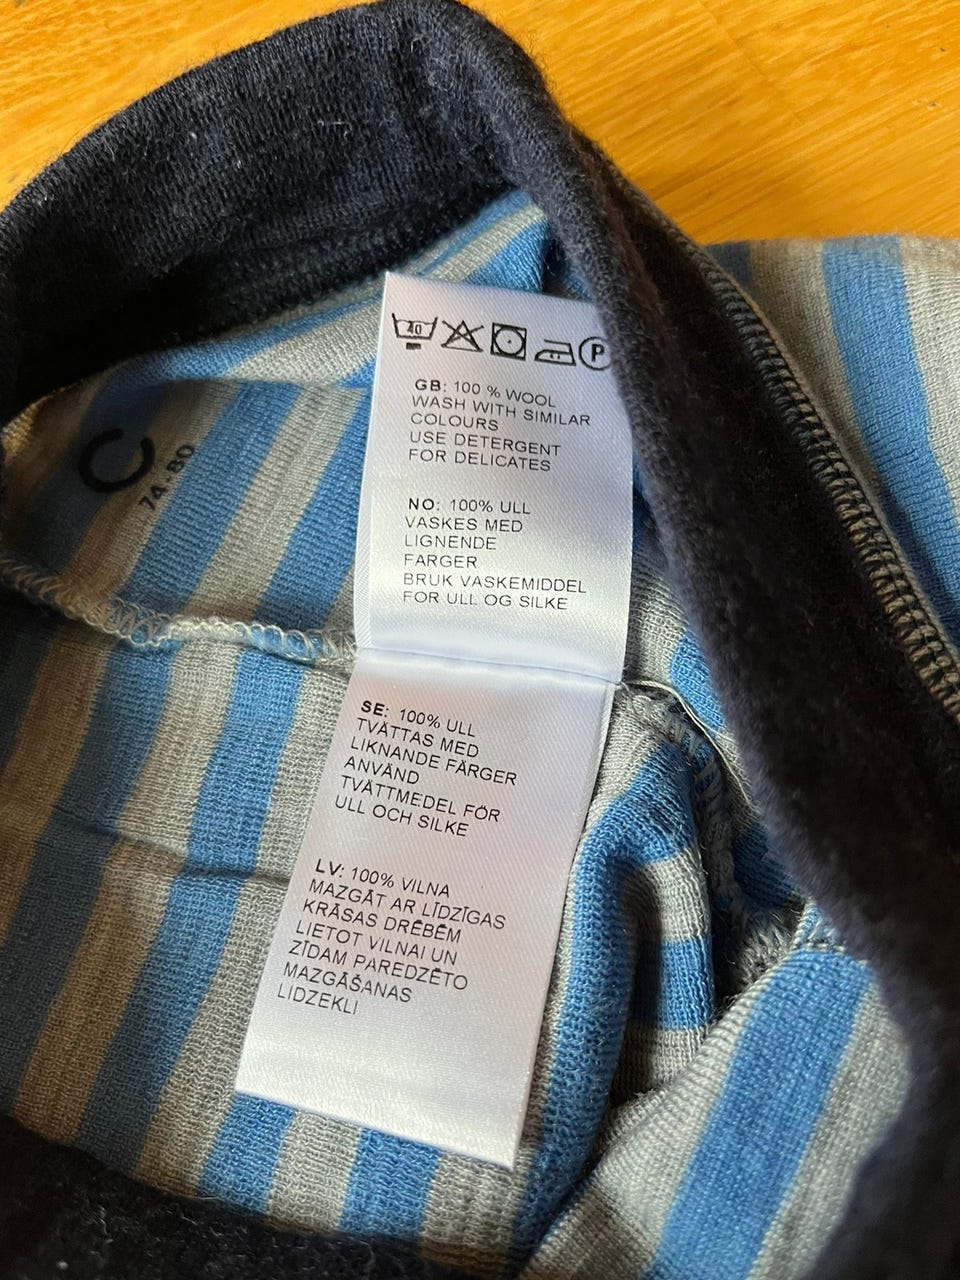 40
P
GB: 100 % WOOL
WASH WITH SIMILAR
COLOURS
USE DETERGENT
FOR DELICATES
NO: 100% ULL
VASKES MED
LIGNENDE
FARGER
BRUK VASKEMIDDEL
FOR ULL OG SILKE
74.80
SE: 100% ULL
TVÄTTAS MED
LIKNANDE FÄRGER
ANVÄND
TVÄTTMEDEL FÖR
ULL OCH SILKE
LV: 100% VILNA
MAZGĀT AR LĪDZĪGAS
KRĀSAS DRĒBĒM
LIETOT VILNAI UN
ZĪDAM PAREDZĒTO
MAZGĀŠANAS
LIDZEKLI